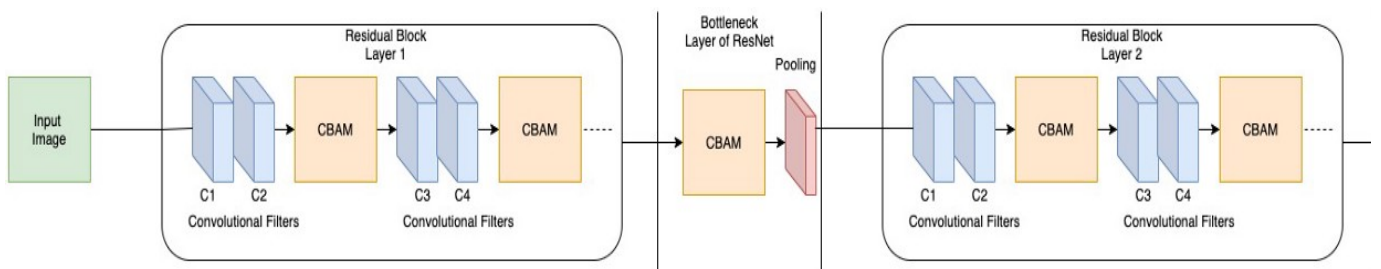 Input
Image
Residual Block
Layer 1
CBAM
CBAM
C1
C2
C3
C4
Convolutional Filters
Convolutional Filters
Bottleneck
Layer of ResNet
Pooling
CBAM
Residual Block
Layer 2
CBAM
CBAM
C1
C2
C3
C4
Convolutional Filters
Convolutional Filters